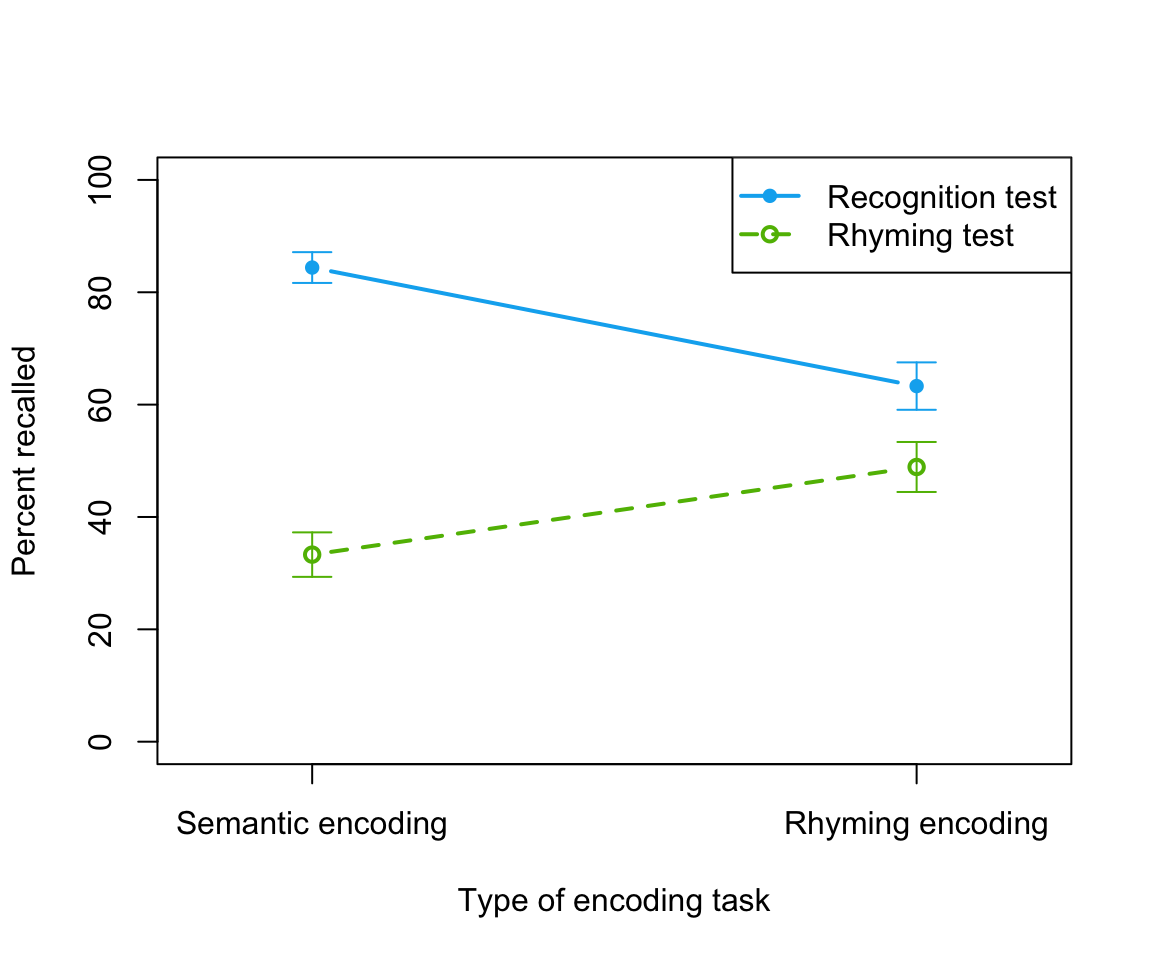 Recognition test
Rhyming test
Percent recalled
100
80
60
40
20
0
Semantic encoding
Rhyming encoding
Type of encoding task